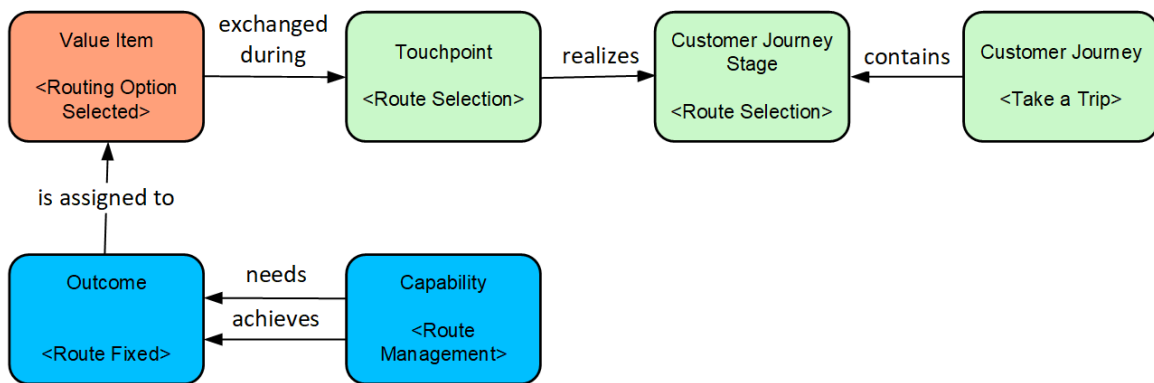 Value Item
<Routing Option
Selected>
exchanged
during
Touchpoint
<Route Selection>
realizes
Customer Journey
Stage
<Route Selection>
contains
Customer Journey
<Take a Trip>
is assigned to
Outcome
<Route Fixed>
needs
achieves
Capability
<Route
Management>